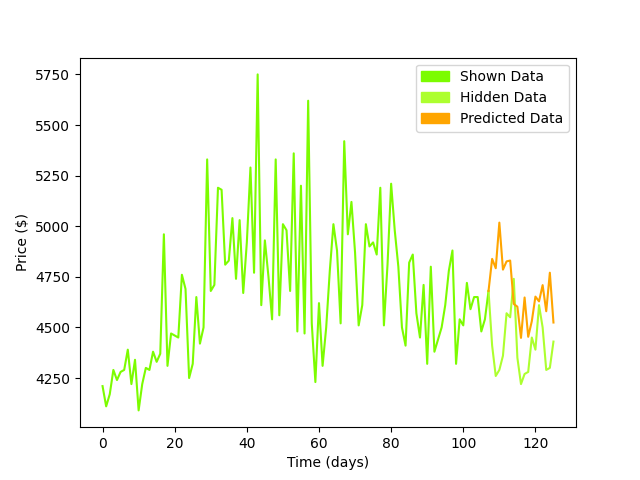 Shown Data
Hidden Data
Predicted Data
5750
5500
5250
5000
4750
4500
4250
Price ($)
0 20 40 60 80 100 120
Time (days)